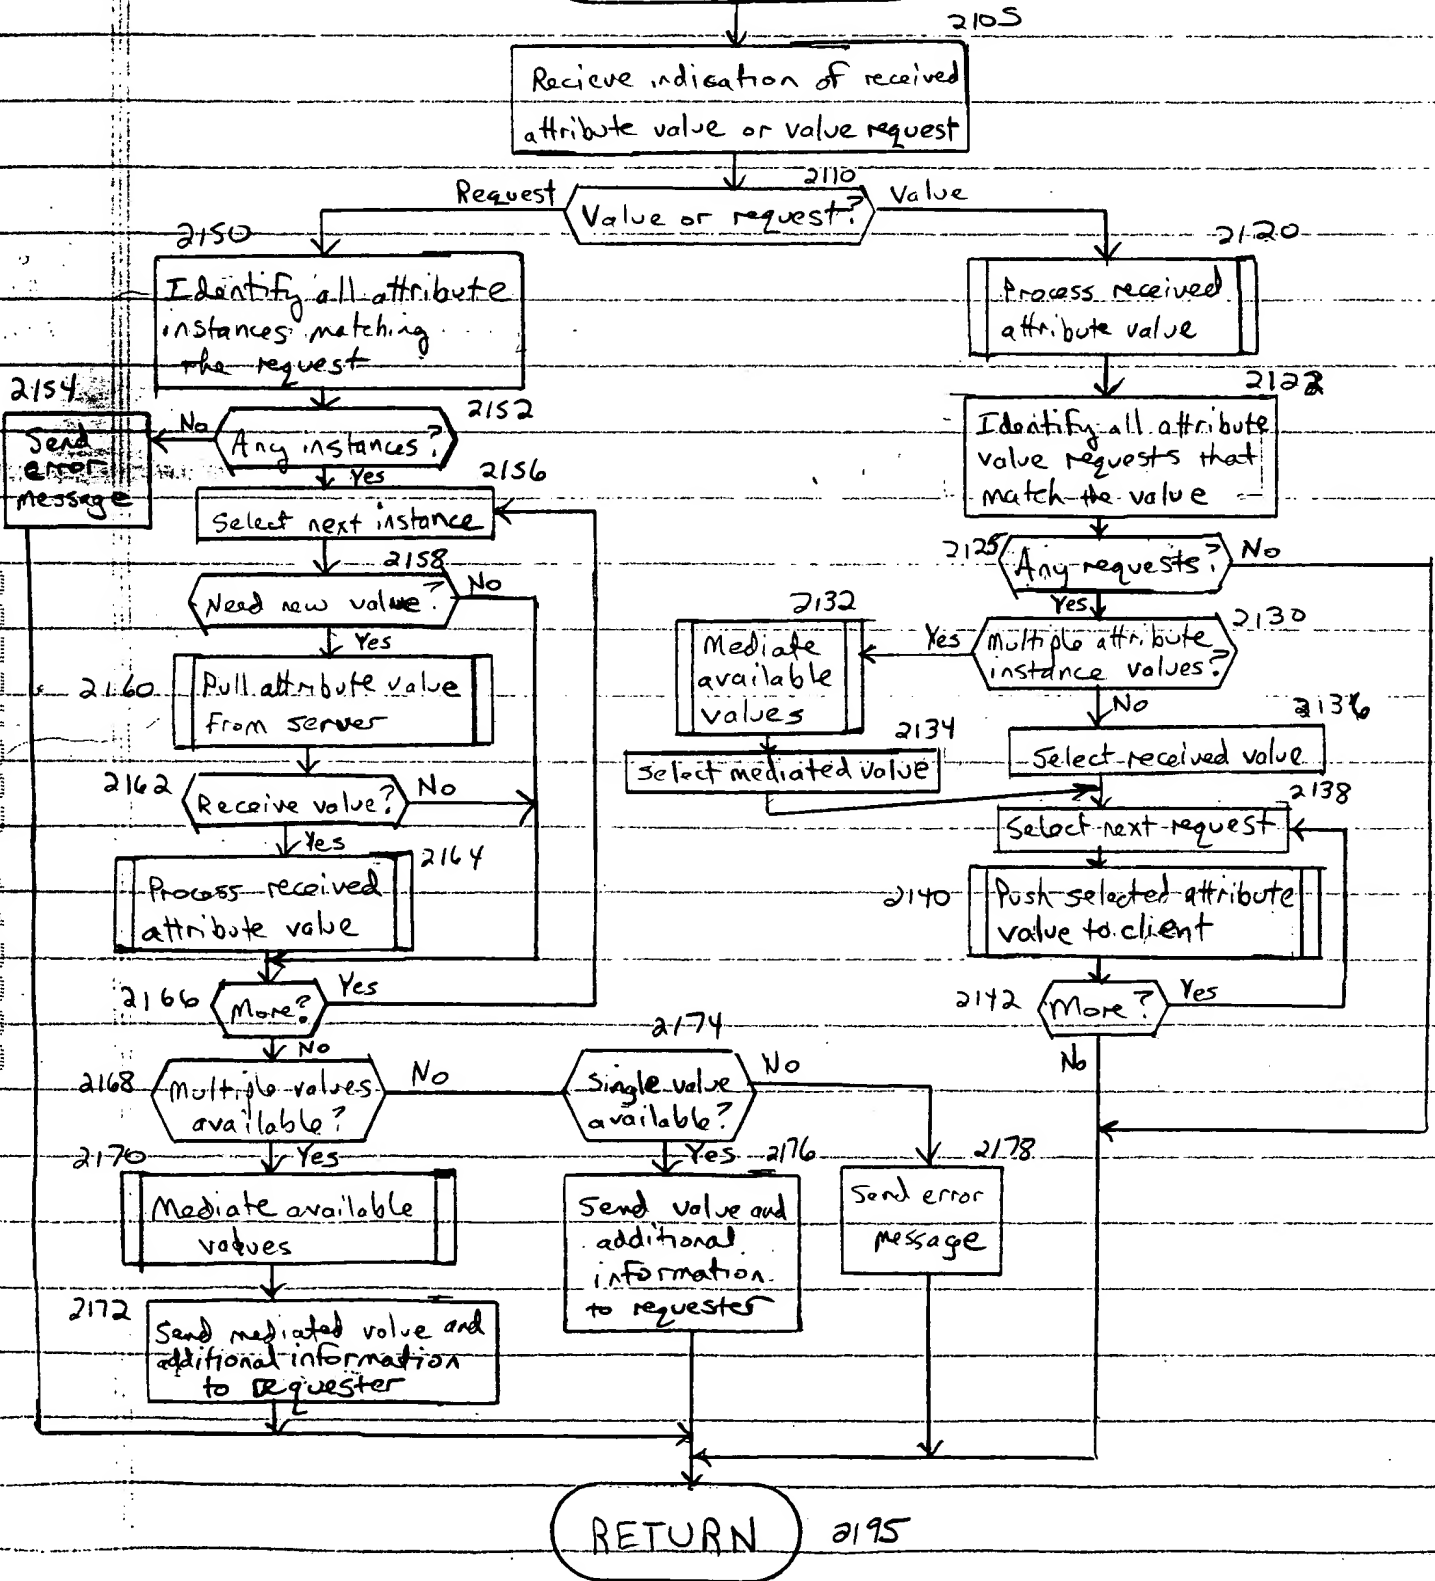 2105
Recieve indication of received
attribute value or value request
2110
Request
Value or request?
Value
2150
Identify all attribute
instances matching
the request
2154
Send
error
message
No
Any instances?
2152
Yes
2156
Select next instance
2158
Need new value?
No
Yes
2160
Pull attribute value
from server
2162
Receive value?
No
Yes
2164
Process received
attribute value
2166
More?
Yes
No
2168
Multiple values
available?
No
Yes
2170
Mediate available
values
2172
Send mediated value and
additional information
to requester
2174
Single value
available?
No
Yes
2176
Send value and
additional
information
to requester
2178
Send error
message
2120
Process received
attribute value
2122
Identify all attribute
value requests that
match the value
2125
Any requests?
No
Yes
2130
Multiple attribute
instance values?
Yes
No
2132
Mediate
available
values
2134
Select mediated value
2136
Select received value
2138
Select next request
2140
Push selected attribute
value to client
2142
More?
Yes
No
RETURN
2195